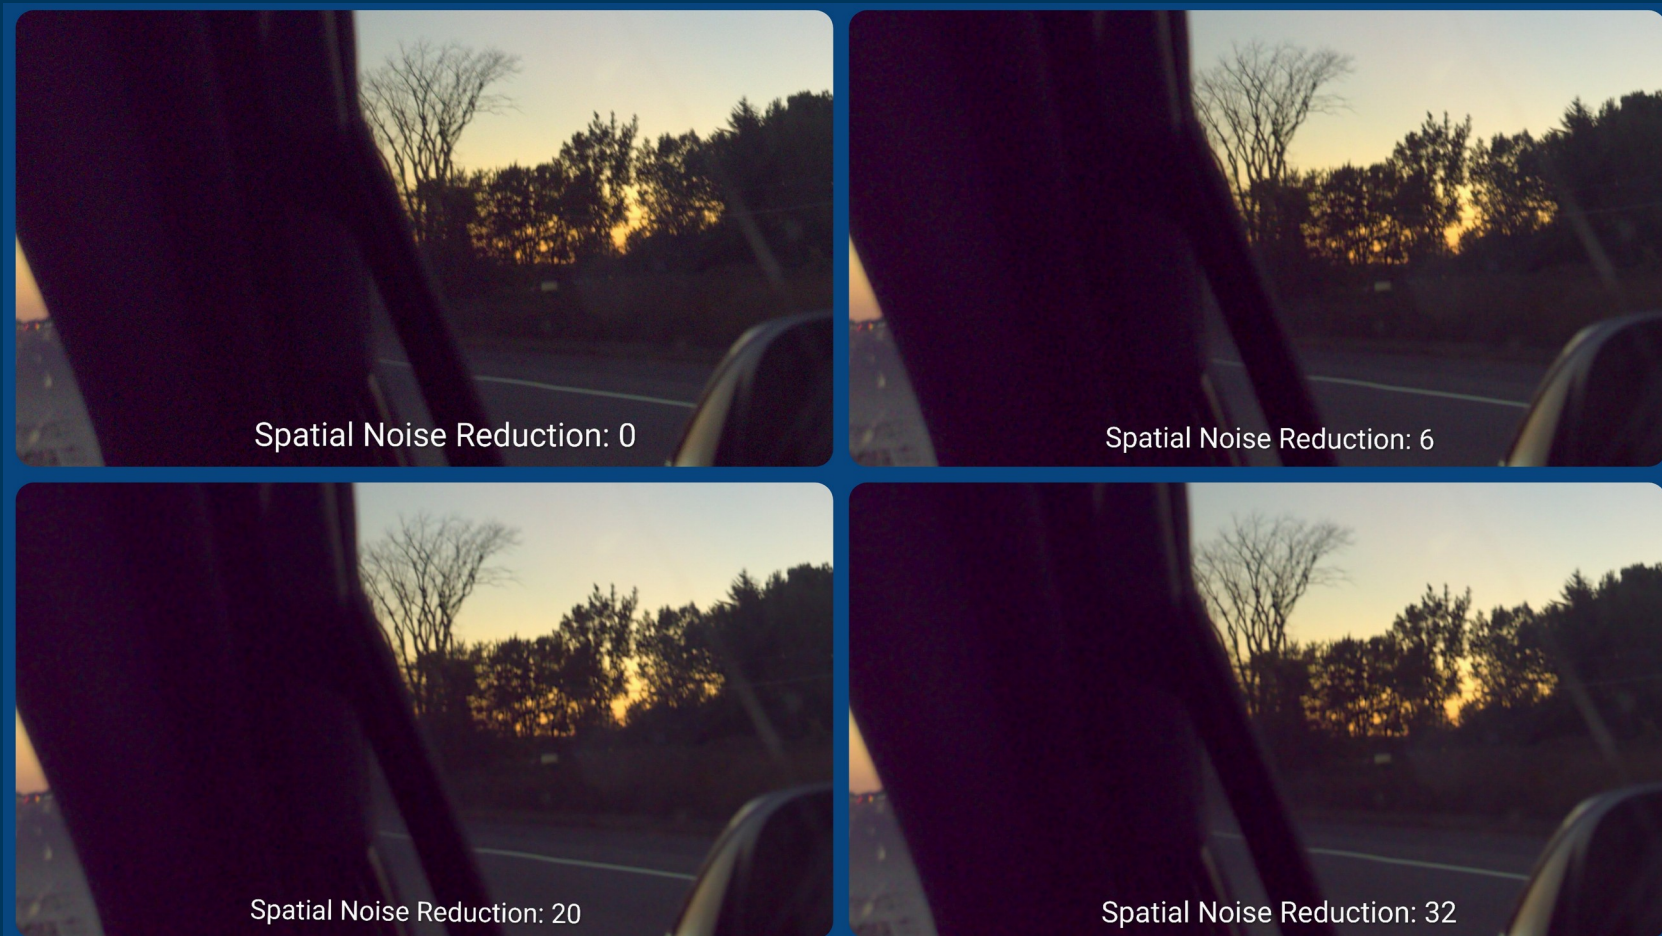 Spatial Noise Reduction: 0
Spatial Noise Reduction: 6
Spatial Noise Reduction: 20
Spatial Noise Reduction: 32